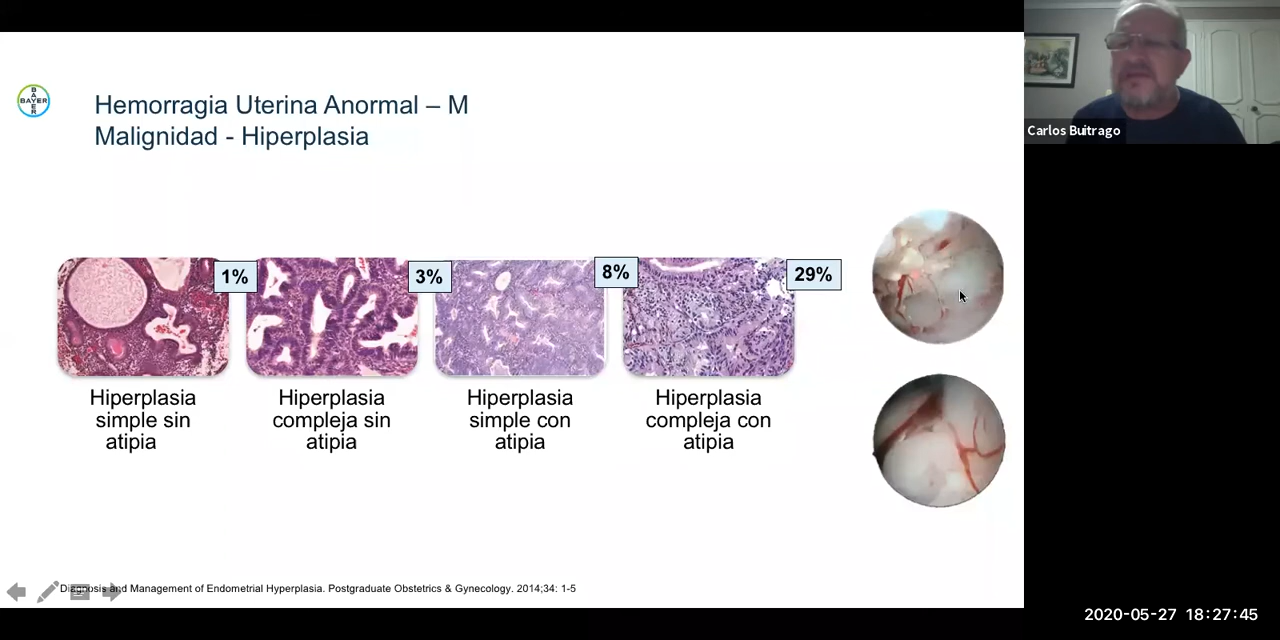 BAYER
BAYER
Hemorragia Uterina Anormal – M
Malignidad - Hiperplasia
Carlos Buitrago
1%
3%
8%
29%
Hiperplasia
simple sin
atipia
Hiperplasia
compleja sin
atipia
Hiperplasia
simple con
atipia
Hiperplasia
compleja con
atipia
Diagnosis and Management of Endometrial Hyperplasia. Postgraduate Obstetrics & Gynecology. 2014;34: 1-5
2020-05-27 18:27:45